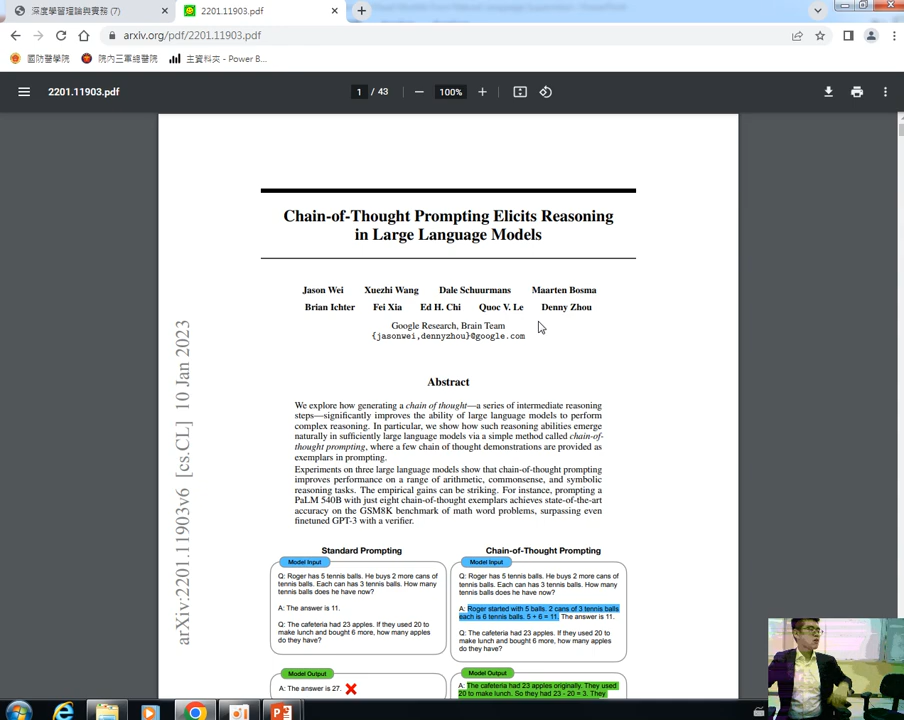 深度學習理論與實務 (7)
2201.11903.pdf
arxiv.org/pdf/2201.11903.pdf
國防醫學院
院內三軍總醫院
主資料夾 - Power B...
2201.11903.pdf
1 / 43
100%
Chain-of-Thought Prompting Elicits Reasoning
in Large Language Models
Jason Wei Xuezhi Wang Dale Schuurmans Maarten Bosma
Brian Ichter Fei Xia Ed H. Chi Quoc V. Le Denny Zhou
Google Research, Brain Team
{jasonwei,dennyzhou}@google.com
Abstract
We explore how generating a chain of thought—a series of intermediate reasoning
steps—significantly improves the ability of large language models to perform
complex reasoning. In particular, we show how such reasoning abilities emerge
naturally in sufficiently large language models via a simple method called chain-of-
thought prompting, where a few chain of thought demonstrations are provided as
exemplars in prompting.
Experiments on three large language models show that chain-of-thought prompting
improves performance on a range of arithmetic, commonsense, and symbolic
reasoning tasks. The empirical gains can be striking. For instance, prompting a
PaLM 540B with just eight chain-of-thought exemplars achieves state-of-the-art
accuracy on the GSM8K benchmark of math word problems, surpassing even
finetuned GPT-3 with a verifier.
arXiv:2201.11903v6 [cs.CL] 10 Jan 2023
Standard Prompting
Model Input
Q: Roger has 5 tennis balls. He buys 2 more cans of
tennis balls. Each can has 3 tennis balls. How many
tennis balls does he have now?
A: The answer is 11.
Q: The cafeteria had 23 apples. If they used 20 to
make lunch and bought 6 more, how many apples
do they have?
Model Output
A: The answer is 27.
Chain-of-Thought Prompting
Model Input
Q: Roger has 5 tennis balls. He buys 2 more cans of
tennis balls. Each can has 3 tennis balls. How many
tennis balls does he have now?
A: Roger started with 5 balls. 2 cans of 3 tennis balls
each is 6 tennis balls. 5 + 6 = 11. The answer is 11.
Q: The cafeteria had 23 apples. If they used 20 to
make lunch and bought 6 more, how many apples
do they have?
Model Output
A: The cafeteria had 23 apples originally. They used
20 to make lunch. So they had 23 - 20 = 3. They